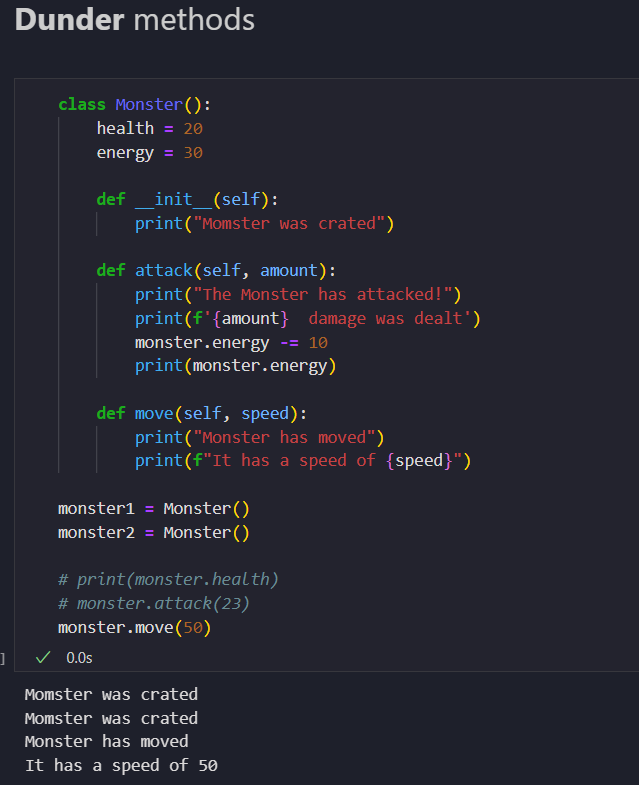 Dunder methods
class Monster():
    health = 20
    energy = 30

    def __init__(self):
        print("Momster was crated")

    def attack(self, amount):
        print("The Monster has attacked!")
        print(f'{amount}  damage was dealt')
        monster.energy -= 10
        print(monster.energy)

    def move(self, speed):
        print("Monster has moved")
        print(f"It has a speed of {speed}")

monster1 = Monster()
monster2 = Monster()

# print(monster.health)
# monster.attack(23)
monster.move(50)
] ✓ 0.0s
Momster was crated
Momster was crated
Monster has moved
It has a speed of 50